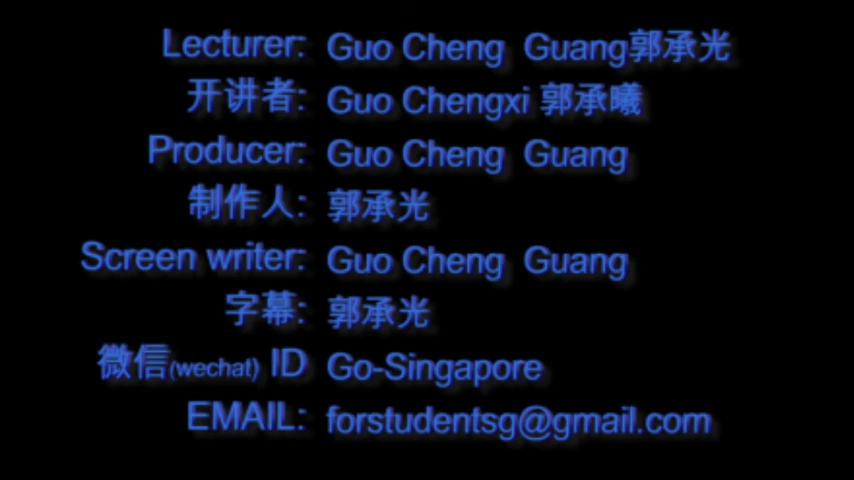 Lecturer: Guo Cheng Guang郭承光
开讲者: Guo Chengxi 郭承曦
Producer: Guo Cheng Guang
制作人: 郭承光
Screen writer: Guo Cheng Guang
字幕: 郭承光
微信(wechat) ID Go-Singapore
EMAIL: forstudentsg@gmail.com